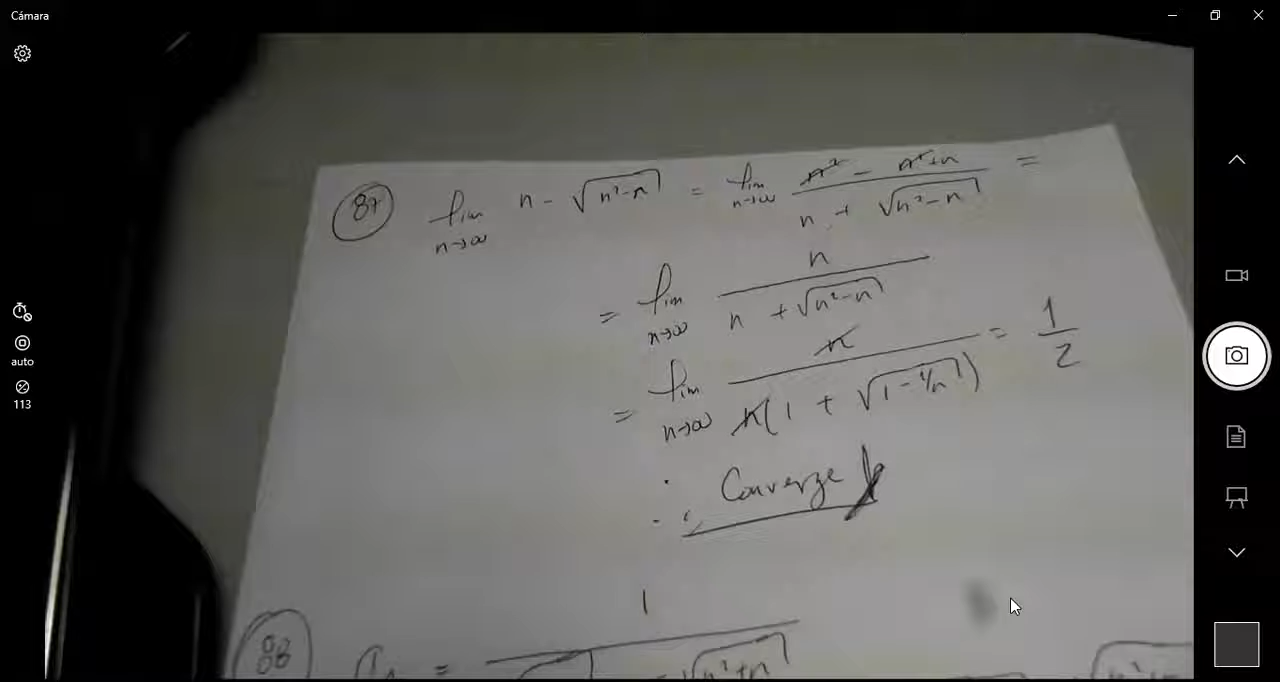 Cámara
87 lim n→∞ n - √(n²-n) = lim n→∞ (n² - n²+n)/(n + √(n²-n)) =
= lim n→∞ n/(n + √(n²-n))
= lim n→∞ n/(n(1 + √(1-1/n))) = 1/2
auto
113
∴ Converge
1
88 =
√n²+n